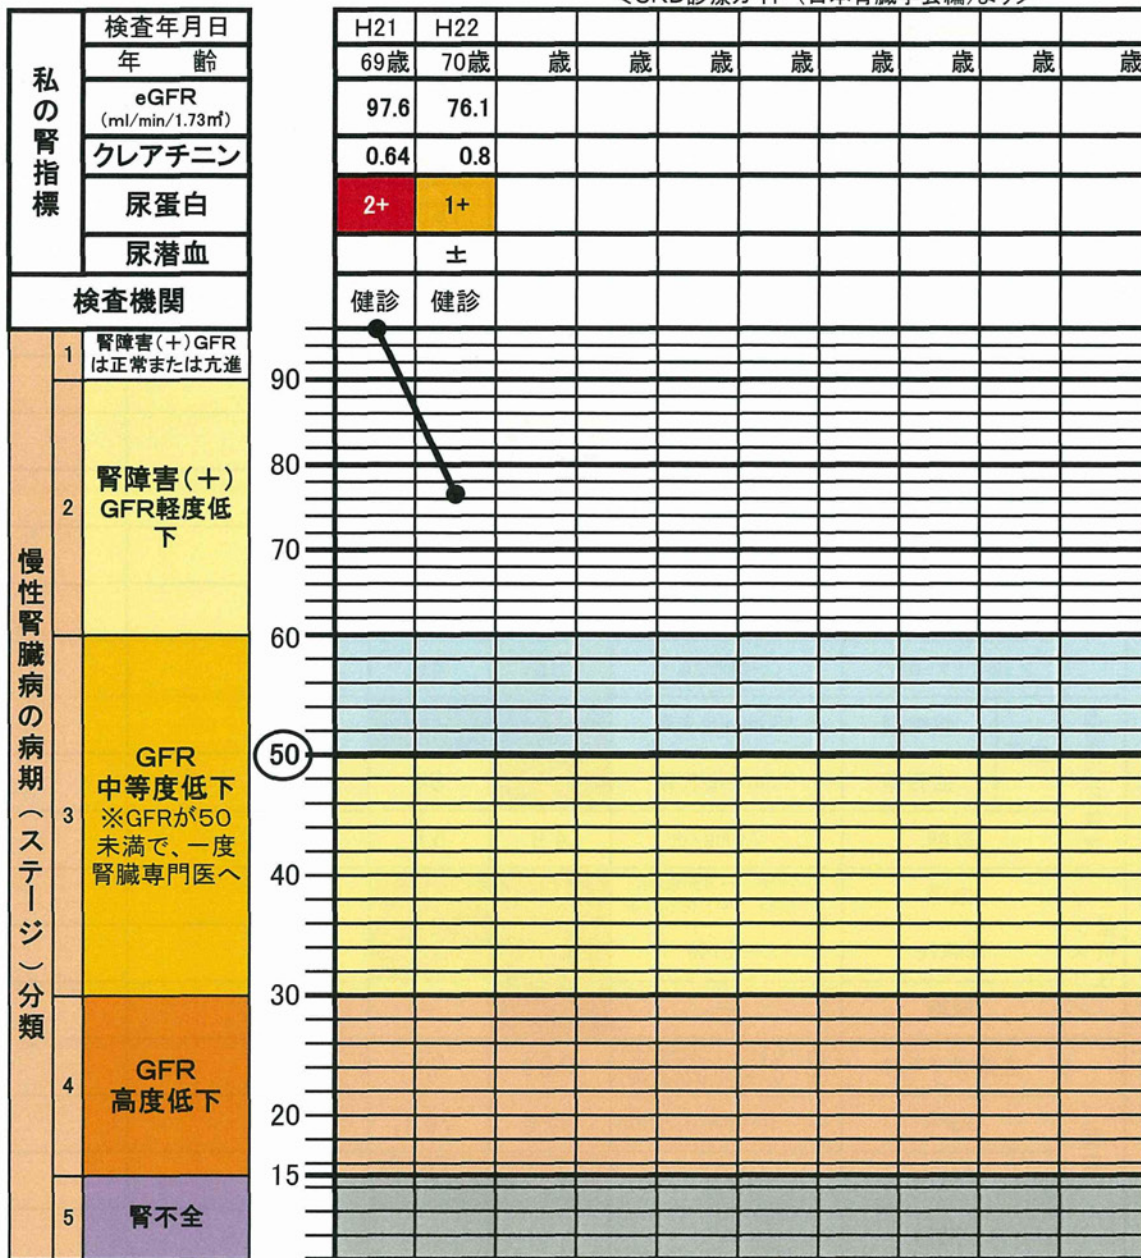 検査年月日 H21 H22
年 齢 69歳 70歳 歳 歳 歳 歳 歳 歳 歳 歳
私の腎指標
eGFR 97.6 76.1
(ml/min/1.73㎡)
クレアチニン 0.64 0.8
尿蛋白 2+ 1+
尿潜血 ±
検査機関 健診 健診
慢性腎臓病の病期(ステージ)分類
1
腎障害(+)GFR
は正常または亢進
90
80
2
腎障害(+)
GFR軽度低
下
70
60
50
3
GFR
中等度低下
※GFRが50
未満で、一度
腎臓専門医へ
40
30
4
GFR
高度低下
20
15
5
腎不全